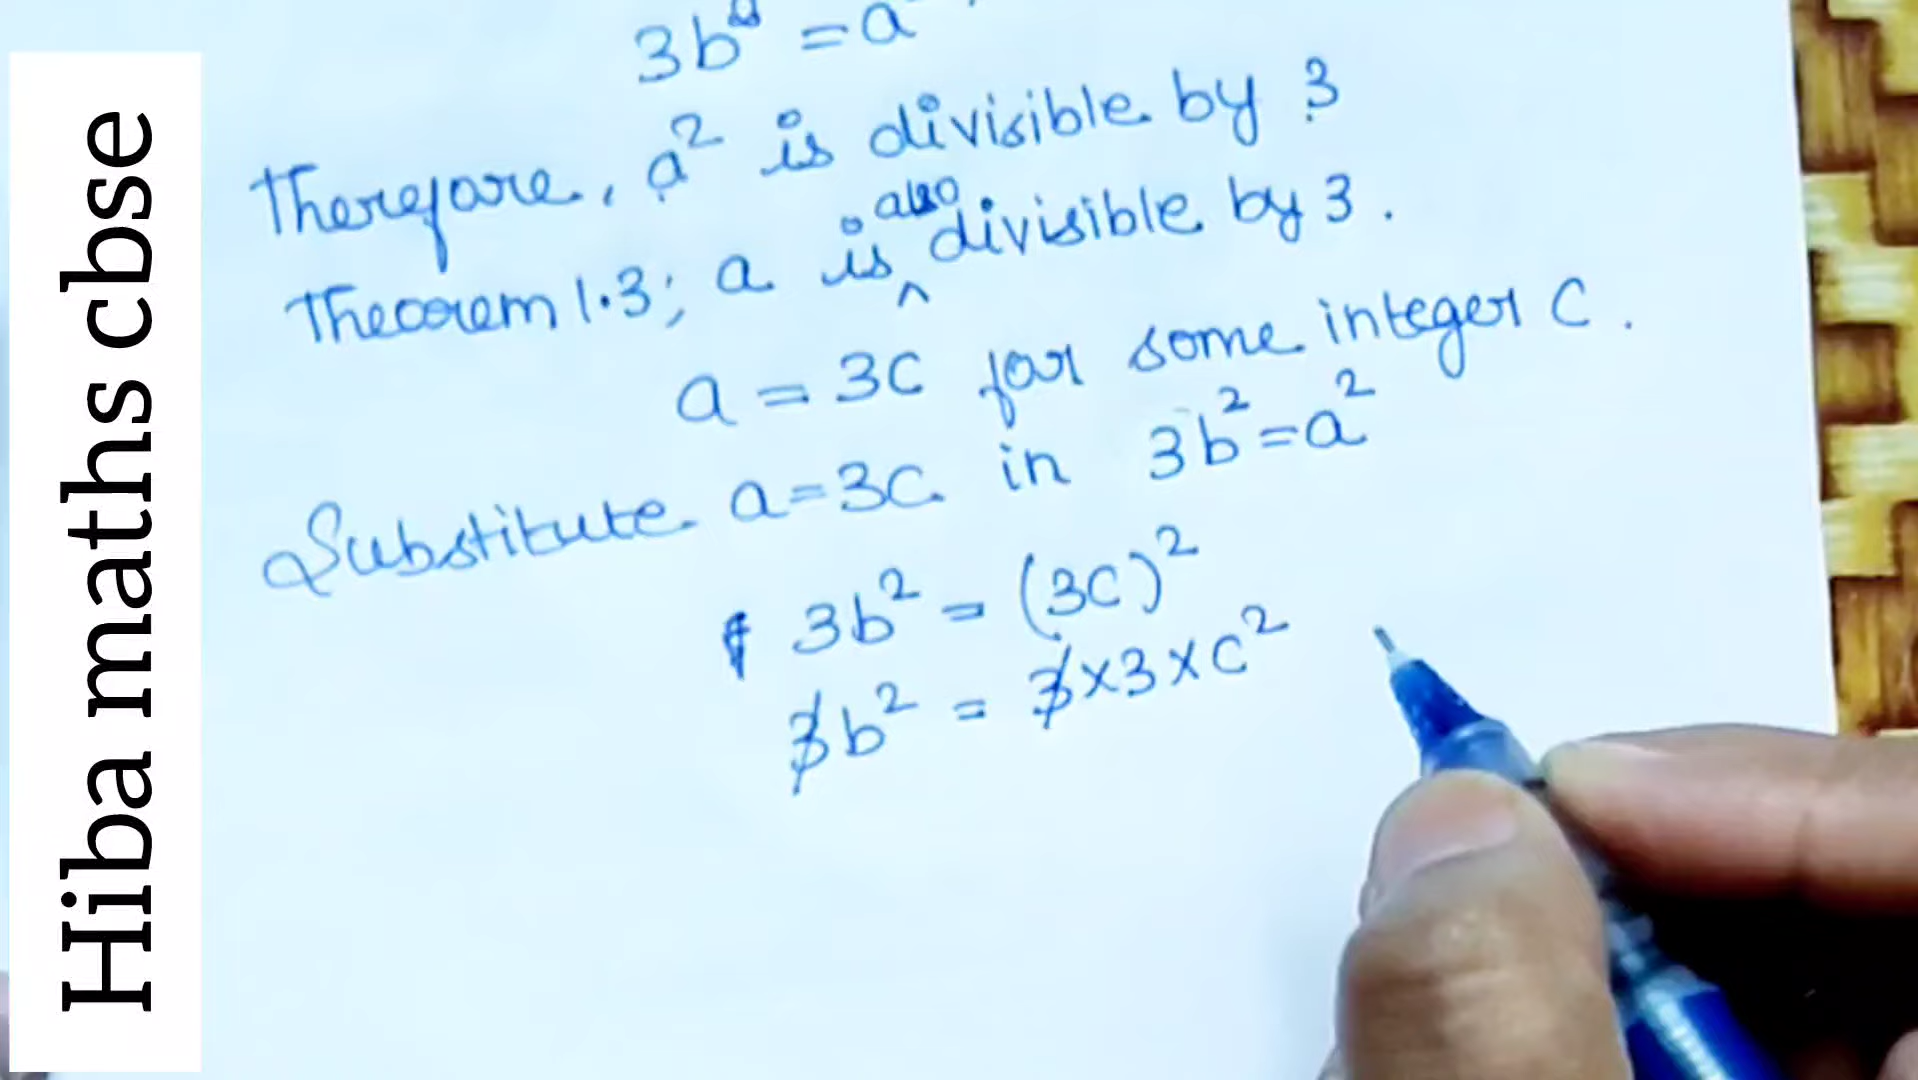 Hiba maths cbse
3b² = a²
Therefore, a² is divisible by 3
Theorem 1.3; a is also divisible by 3.
a = 3c for some integer c.
Substitute a=3c in 3b²=a²
3b² = (3c)²
3b² = 3×3×c²